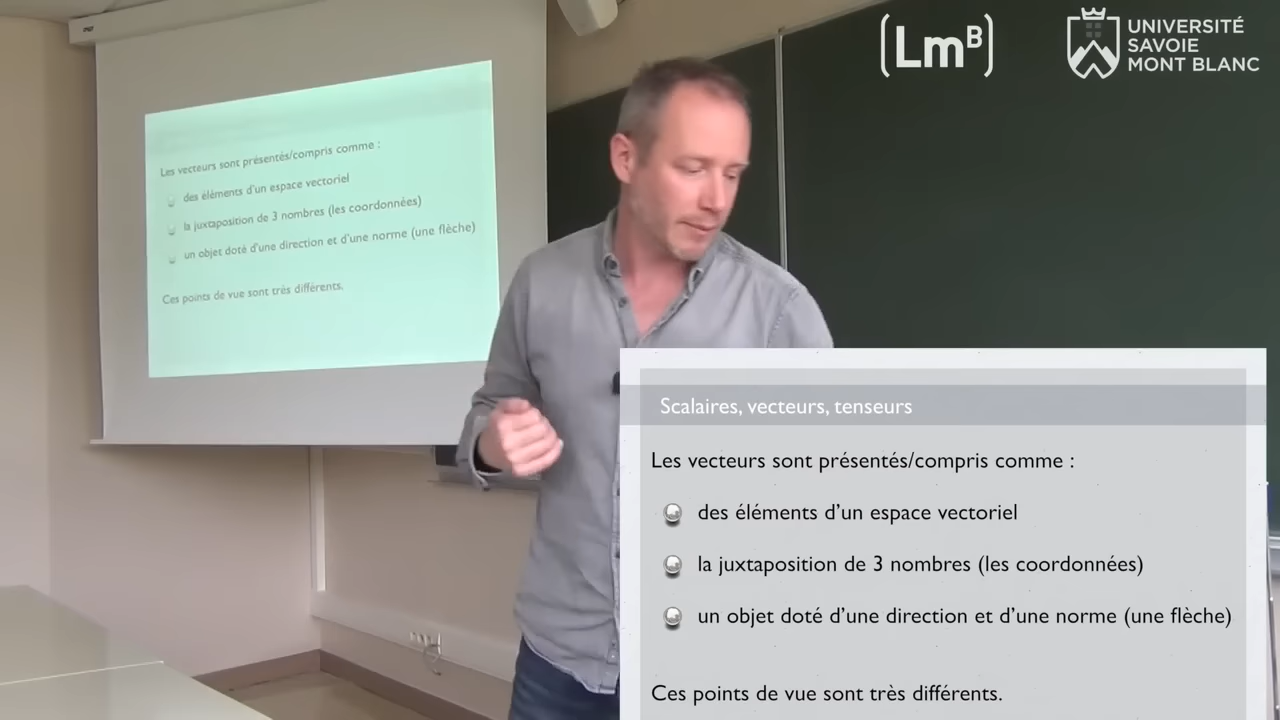 Les vecteurs sont présentés/compris comme :
des éléments d'un espace vectoriel
la juxtaposition de 3 nombres (les coordonnées)
un objet doté d'une direction et d'une norme (une flèche)
Ces points de vue sont très différents.
(Lmᴮ)
UNIVERSITÉ
SAVOIE
MONT BLANC
Scalaires, vecteurs, tenseurs
Les vecteurs sont présentés/compris comme :
des éléments d’un espace vectoriel
la juxtaposition de 3 nombres (les coordonnées)
un objet doté d’une direction et d’une norme (une flèche)
Ces points de vue sont très différents.